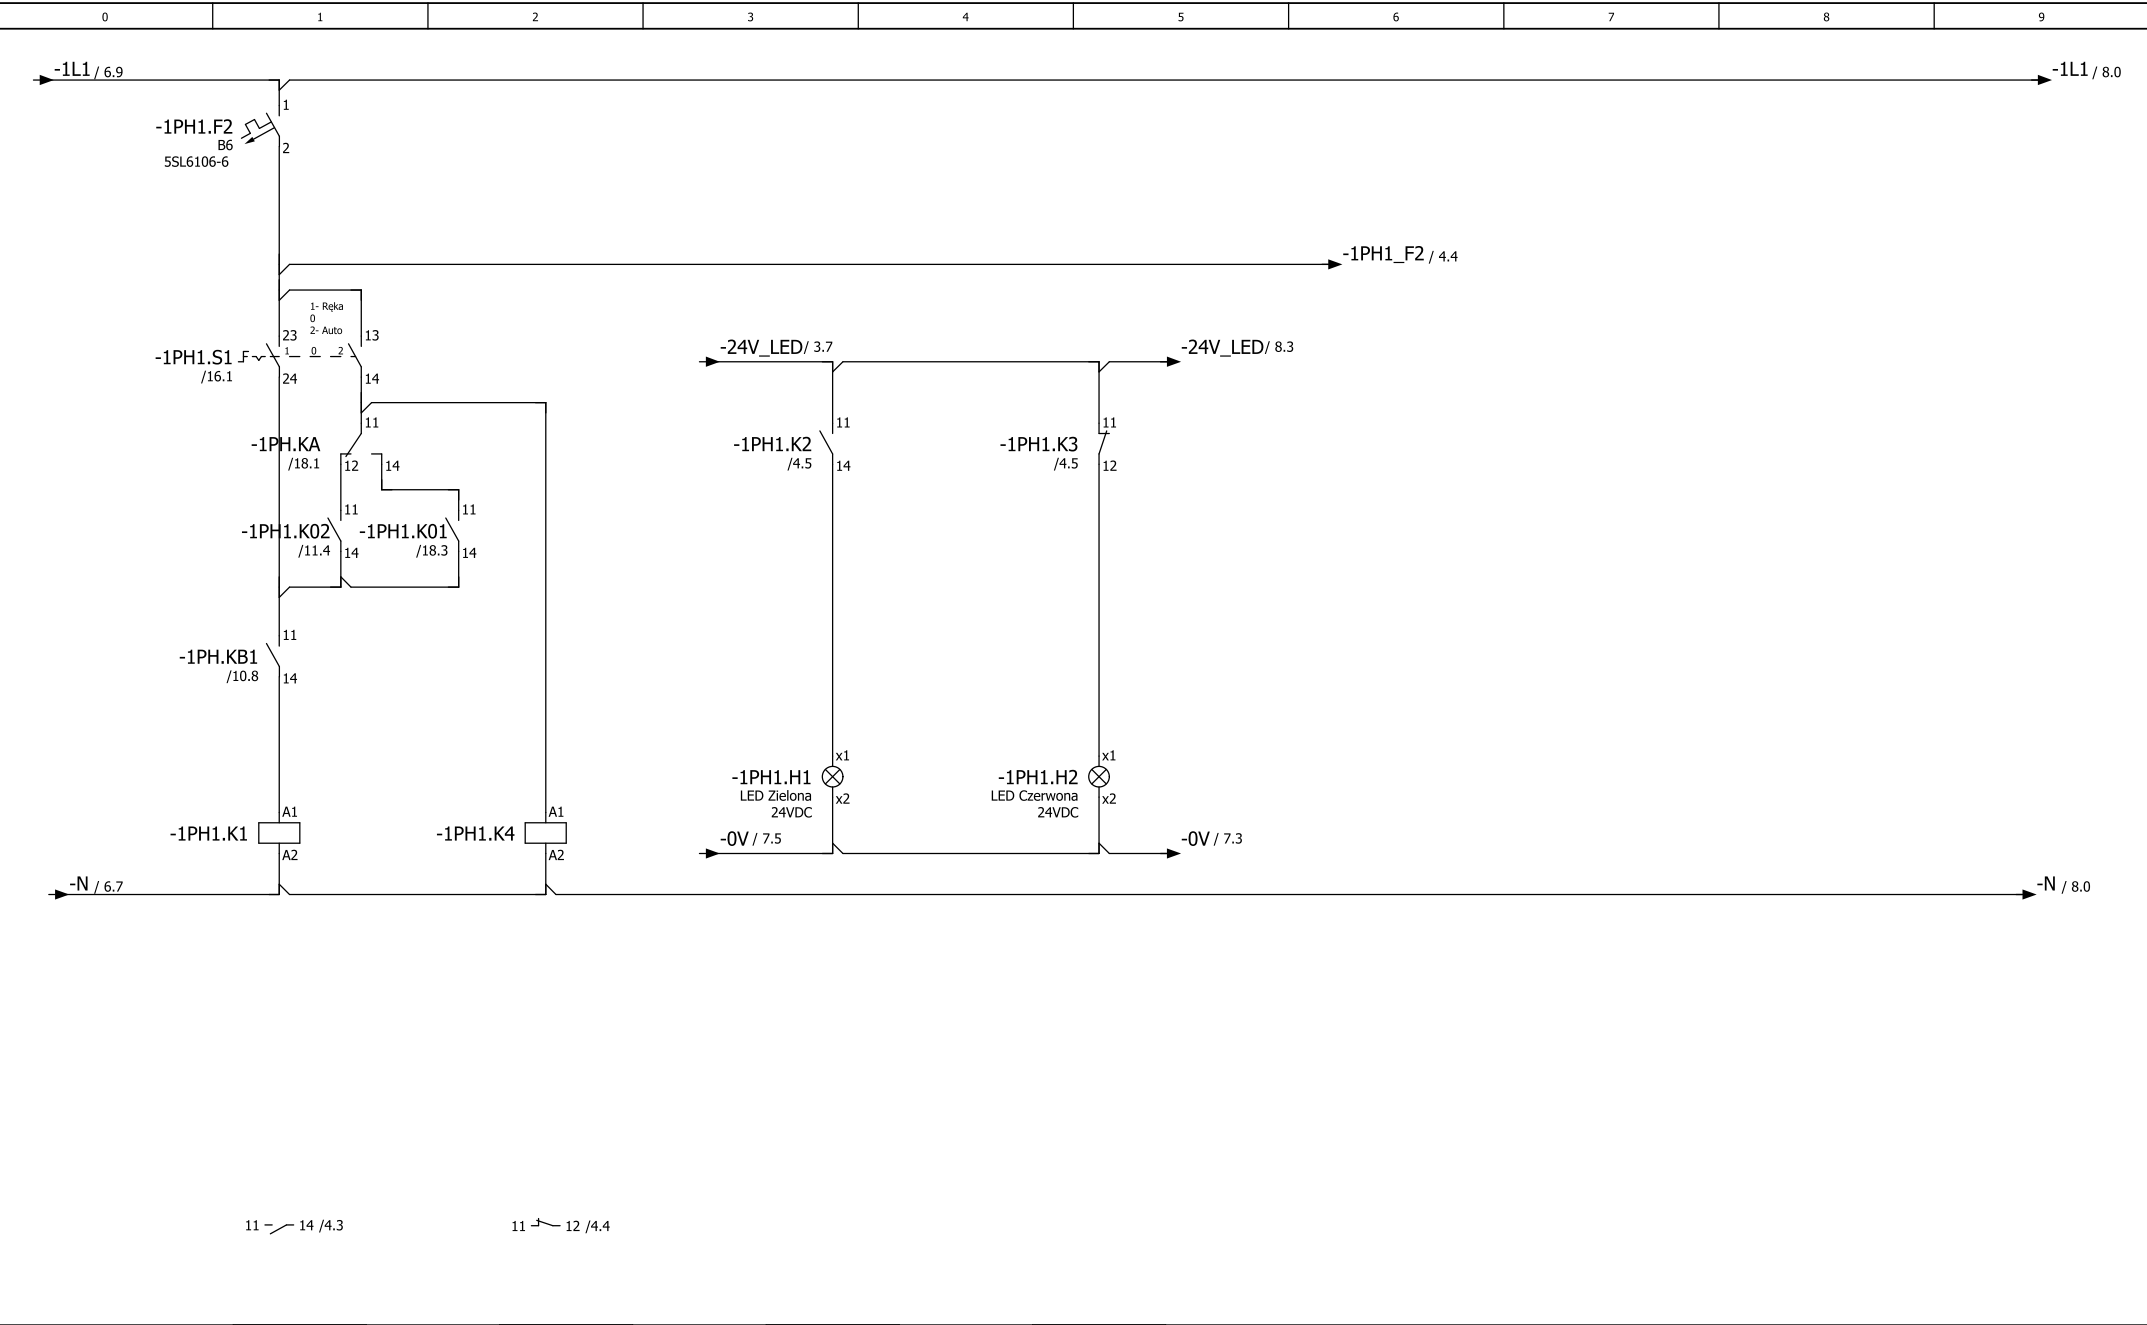 0 1 2 3 4 5 6 7 8 9
-1L1 / 6.9
-1L1 / 8.0
1
-1PH1.F2
B6
2
5SL6106-6
-1PH1_F2 / 4.4
1- Ręka
0
2- Auto
23
13
-1PH1.S1
1 0 2
/16.1
24
14
-24V_LED / 3.7
-24V_LED / 8.3
11
-1PH.KA
/18.1
12
14
11
-1PH1.K2
/4.5
14
11
-1PH1.K3
/4.5
12
11
-1PH1.K02
/11.4
14
11
-1PH1.K01
/18.3
14
11
-1PH.KB1
/10.8
14
x1
-1PH1.H1
LED Zielona
x2
24VDC
x1
-1PH1.H2
LED Czerwona
x2
24VDC
A1
-1PH1.K1
A2
A1
-1PH1.K4
A2
-0V / 7.5
-0V / 7.3
-N / 6.7
-N / 8.0
11 14 /4.3
11 12 /4.4